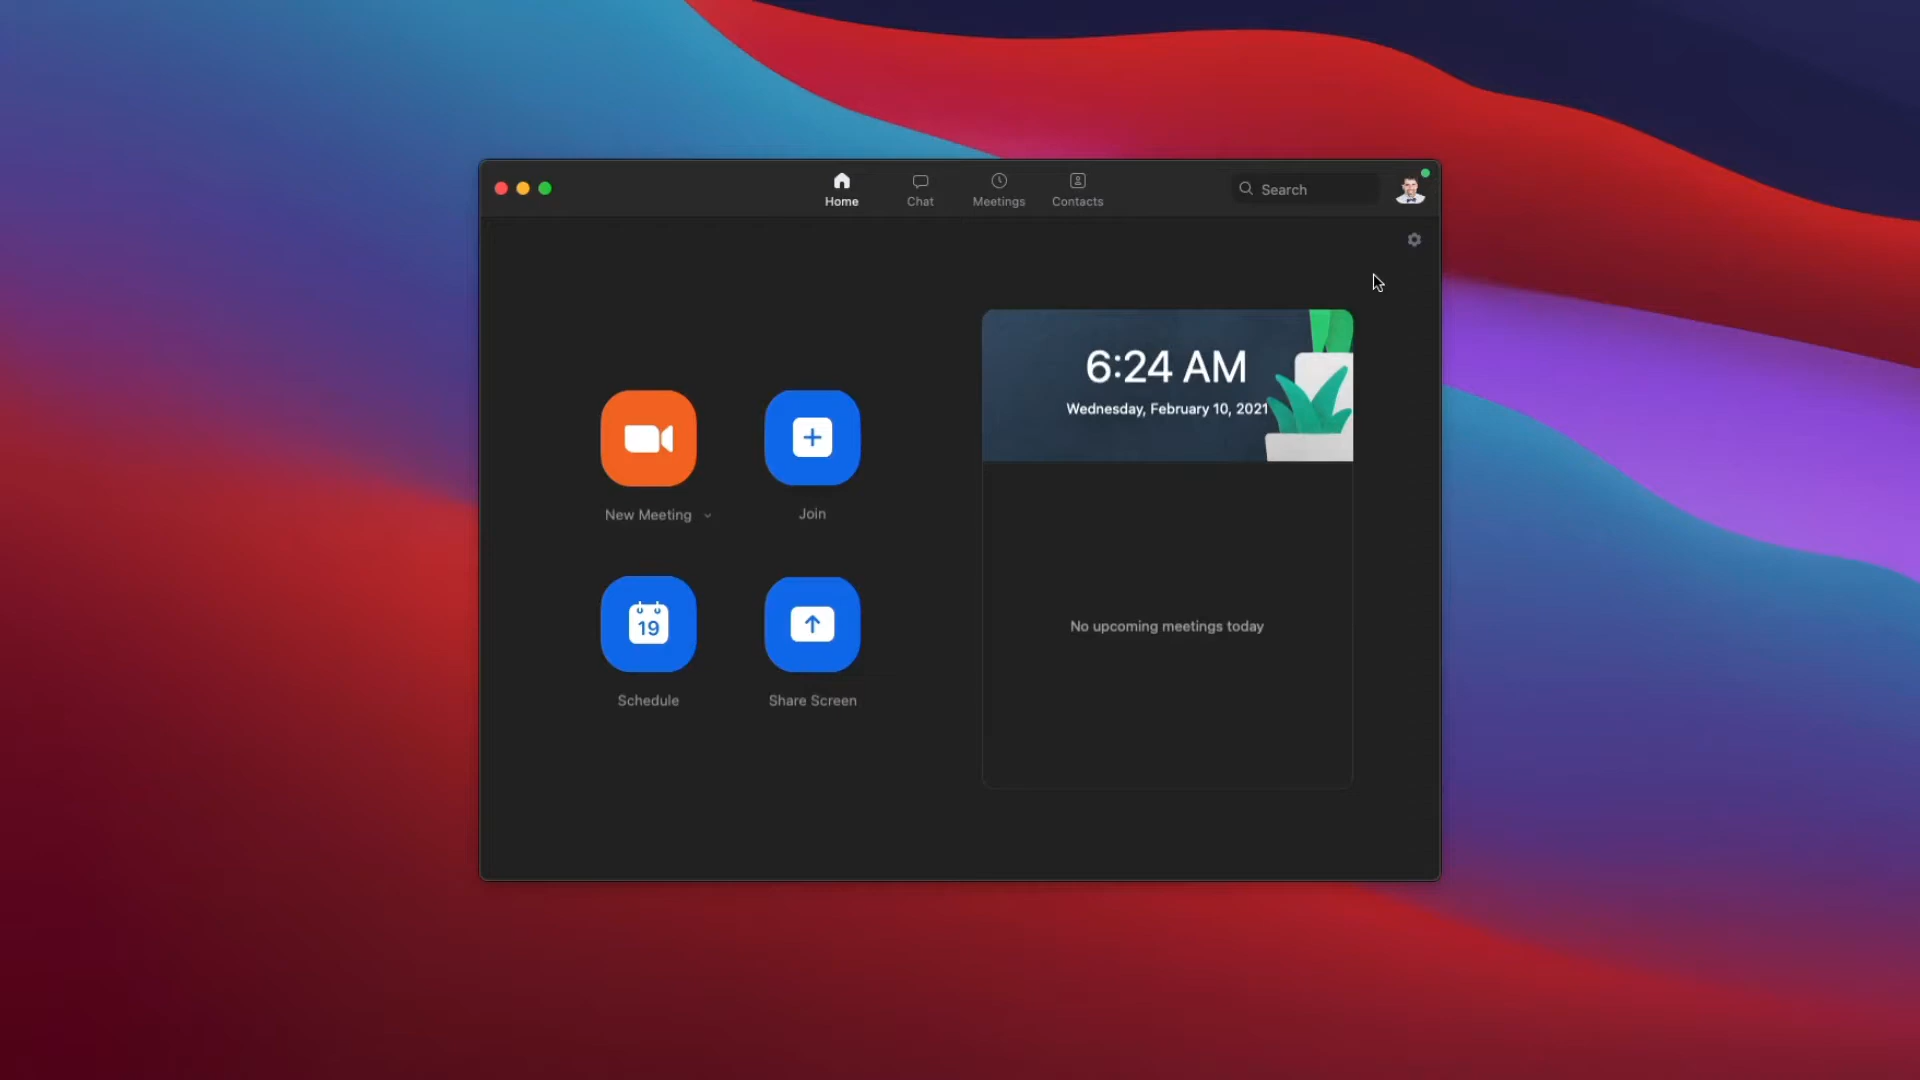 Home
Chat
Meetings
Contacts
Search
6:24 AM
Wednesday, February 10, 2021
New Meeting
Join
19
Schedule
Share Screen
No upcoming meetings today